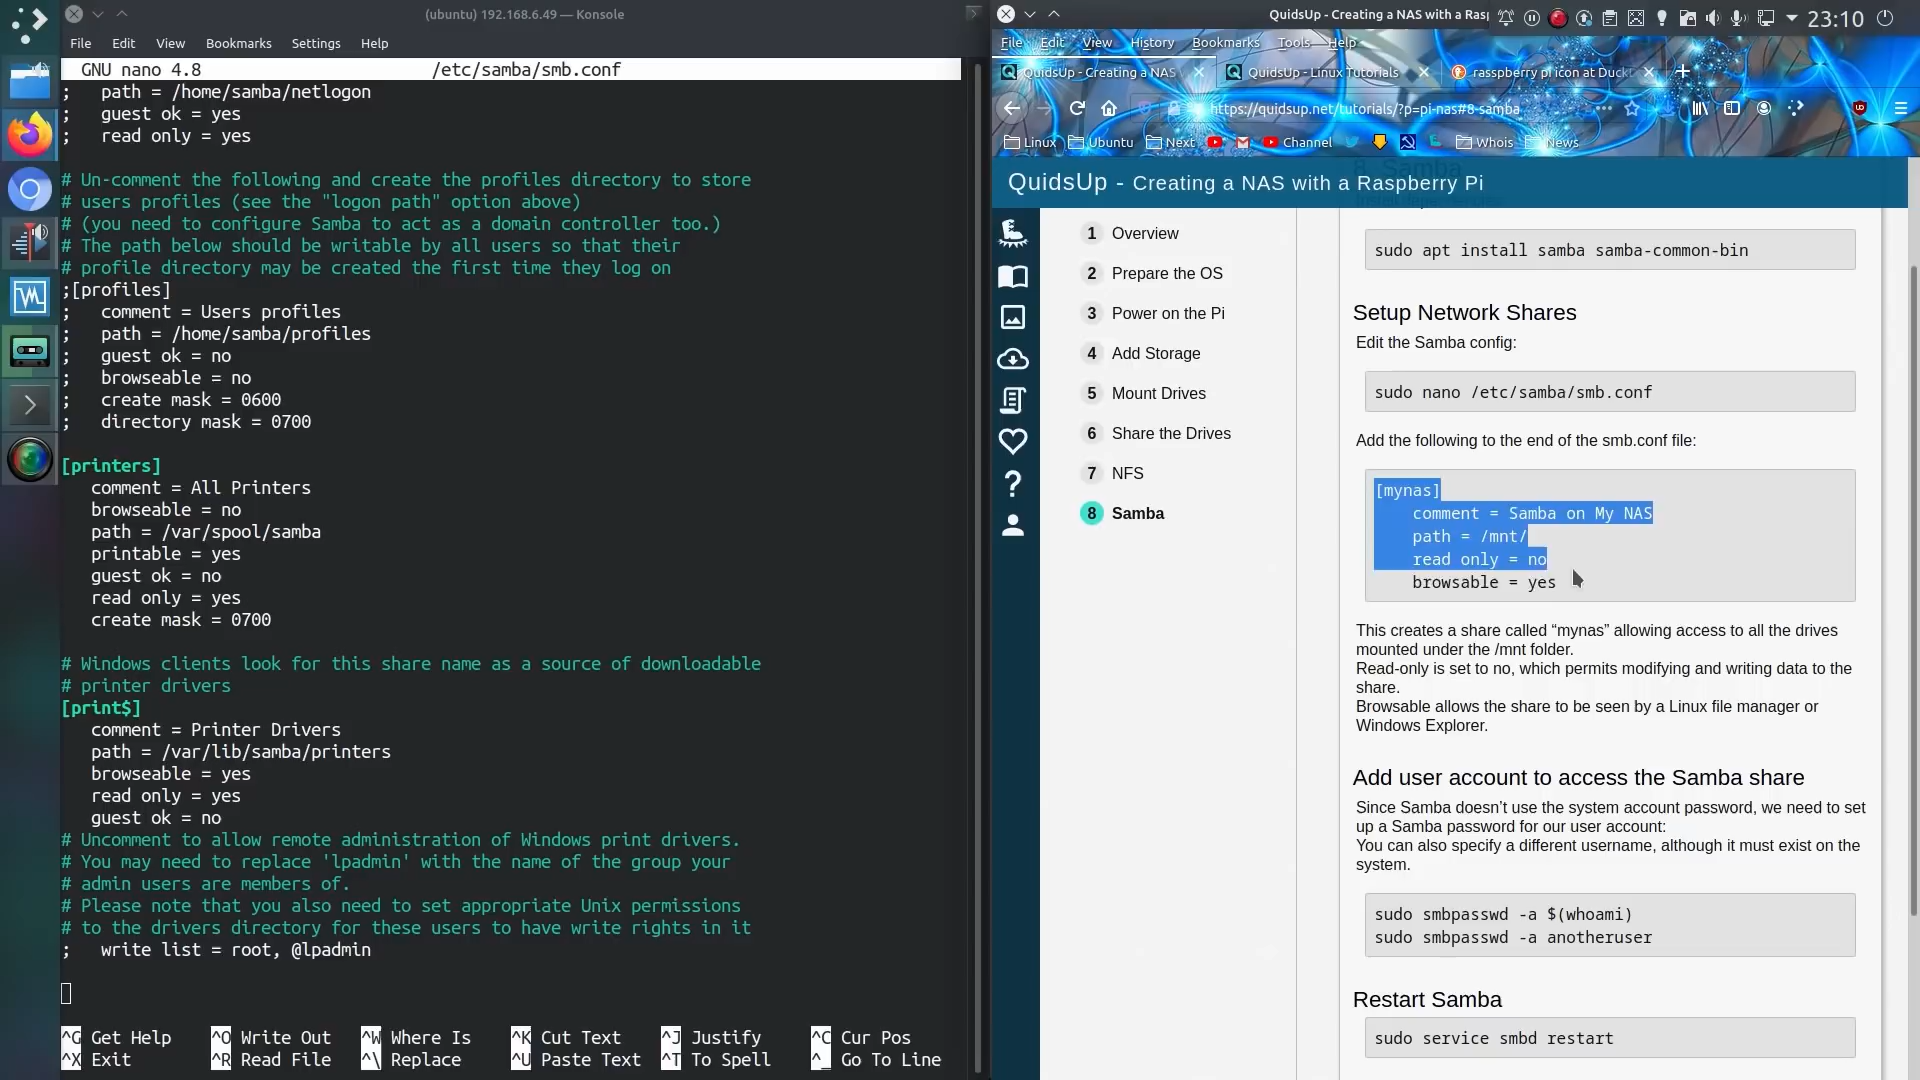 (ubuntu) 192.168.6.49 — Konsole
File Edit View Bookmarks Settings Help
GNU nano 4.8 /etc/samba/smb.conf
; path = /home/samba/netlogon
; guest ok = yes
; read only = yes
# Un-comment the following and create the profiles directory to store
# users profiles (see the "logon path" option above)
# (you need to configure Samba to act as a domain controller too.)
# The path below should be writable by all users so that their
# profile directory may be created the first time they log on
;[profiles]
; comment = Users profiles
; path = /home/samba/profiles
; guest ok = no
; browseable = no
; create mask = 0600
; directory mask = 0700
[printers]
comment = All Printers
browseable = no
path = /var/spool/samba
printable = yes
guest ok = no
read only = yes
create mask = 0700
# Windows clients look for this share name as a source of downloadable
# printer drivers
[print$]
comment = Printer Drivers
path = /var/lib/samba/printers
browseable = yes
read only = yes
guest ok = no
# Uncomment to allow remote administration of Windows print drivers.
# You may need to replace 'lpadmin' with the name of the group your
# admin users are members of.
# Please note that you also need to set appropriate Unix permissions
# to the drivers directory for these users to have write rights in it
; write list = root, @lpadmin
^G Get Help ^O Write Out ^W Where Is ^K Cut Text ^J Justify ^C Cur Pos
^X Exit ^R Read File ^\ Replace ^U Paste Text ^T To Spell ^_ Go To Line
QuidsUp - Creating a NAS with a Rasp
23:10
File Edit View History Bookmarks Tools Help
QuidsUp - Creating a NAS
QuidsUp - Linux Tutorials
rasspberry pi icon at Duck
https://quidsup.net/tutorials/?p=pi-nas#8-samba
Linux Ubuntu Next Channel Whois News
QuidsUp - Creating a NAS with a Raspberry Pi
1 Overview
2 Prepare the OS
3 Power on the Pi
4 Add Storage
5 Mount Drives
6 Share the Drives
7 NFS
8 Samba
8. Samba
Install dependencies
sudo apt install samba samba-common-bin
Setup Network Shares
Edit the Samba config:
sudo nano /etc/samba/smb.conf
Add the following to the end of the smb.conf file:
[mynas]
comment = Samba on My NAS
path = /mnt/
read only = no
browsable = yes
This creates a share called “mynas” allowing access to all the drives
mounted under the /mnt folder.
Read-only is set to no, which permits modifying and writing data to the
share.
Browsable allows the share to be seen by a Linux file manager or
Windows Explorer.
Add user account to access the Samba share
Since Samba doesn’t use the system account password, we need to set
up a Samba password for our user account:
You can also specify a different username, although it must exist on the
system.
sudo smbpasswd -a $(whoami)
sudo smbpasswd -a anotheruser
Restart Samba
sudo service smbd restart